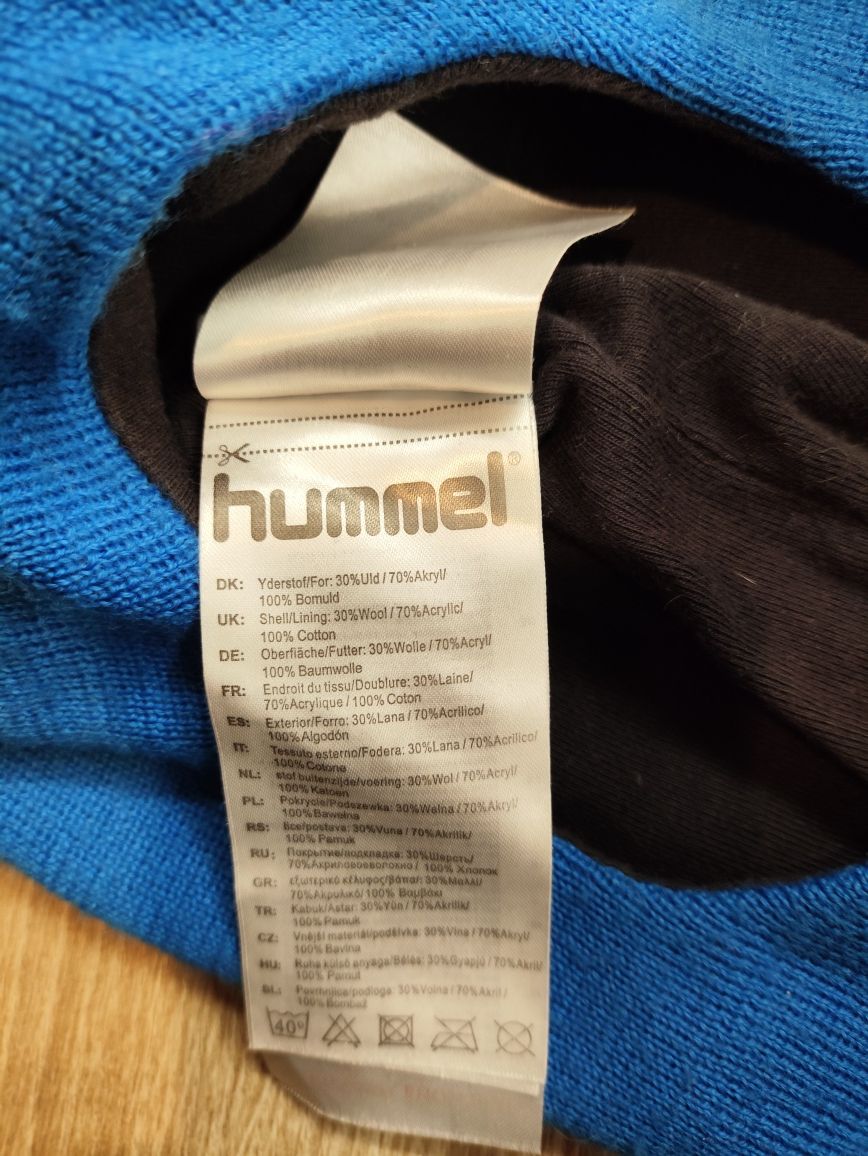 hummel®
DK: Yderstof/For: 30%Uld / 70%Akryl/
100% Bomuld
UK: Shell/Lining: 30%Wool / 70%Acrylic/
100% Cotton
DE: Oberfläche/Futter: 30%Wolle / 70%Acryl/
100% Baumwolle
FR: Endroit du tissu/Doublure: 30%Laine/
70%Acrylique / 100% Coton
ES: Exterior/Forro: 30%Lana / 70%Acrílico/
100%Algodón
IT: Tessuto esterno/Fodera: 30%Lana / 70%Acrilico/
100% Cotone
NL: stof buitenzijde/voering: 30%Wol / 70%Acryl/
100% Katoen
PL: Pokrycie/Podszewka: 30%Wełna / 70%Akryl/
100% Bawełna
RS: lice/postava: 30%Vuna / 70%Akrilik/
100% Pamuk
RU: Покрытие/подкладка: 30%Шерсть/
70%Акриловоеволокно / 100% Хлопок
GR: εξωτερικό κέλυφος/βάτα/: 30%Μαλλί/
70%Ακρυλικό/ 100% Βαμβάκι
TR: Kabuk/Astar: 30%Yün / 70%Akrilik/
100% Pamuk
CZ: Vnější materiál/podšívka: 30%Vlna / 70%Akryl/
100% Bavlna
HU: Ruha külső anyaga/Bélés: 30%Gyapjú / 70%Akril/
100% Pamut
SL: 30%Volna / 70%Akril /
100% Bombaž
40°